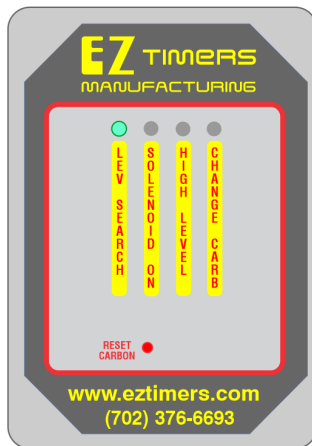 EZ TIMERS
MANUFACTURING
LEV SEARCH
SOLENOID ON
HIGH LEVEL
CHANGE CARB
RESET
CARBON
www.eztimers.com
(702) 376-6693